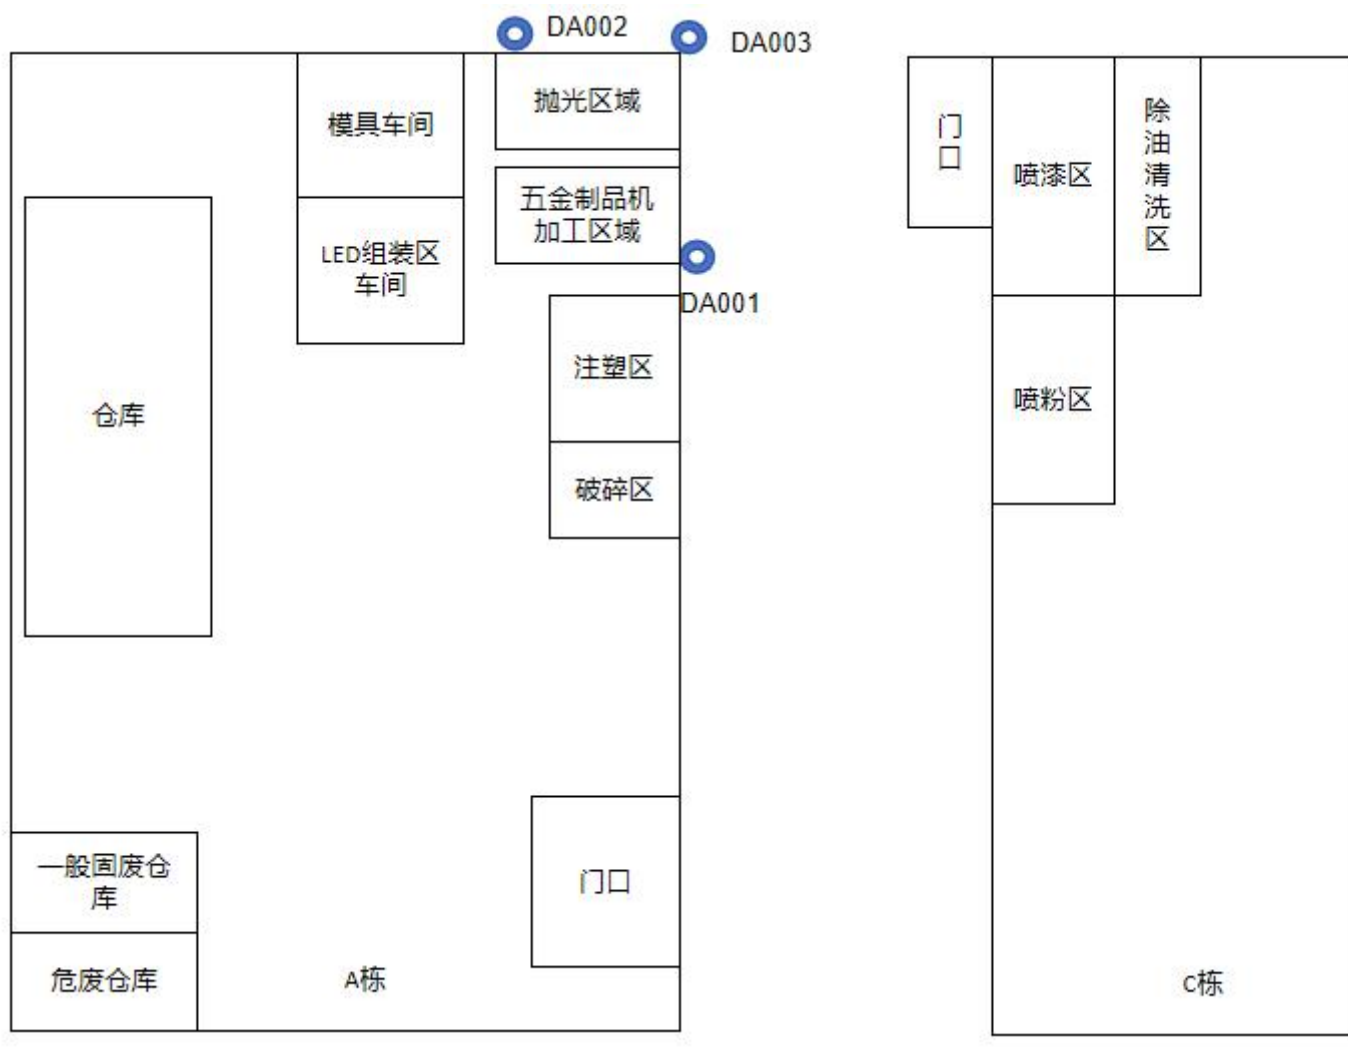 DA002
DA003
模具车间
抛光区域
五金制品机
加工区域
LED组装区
车间
DA001
注塑区
仓库
破碎区
一般固废仓
库
门口
危废仓库
A栋
门
口
喷漆区
除
油
清
洗
区
喷粉区
C栋